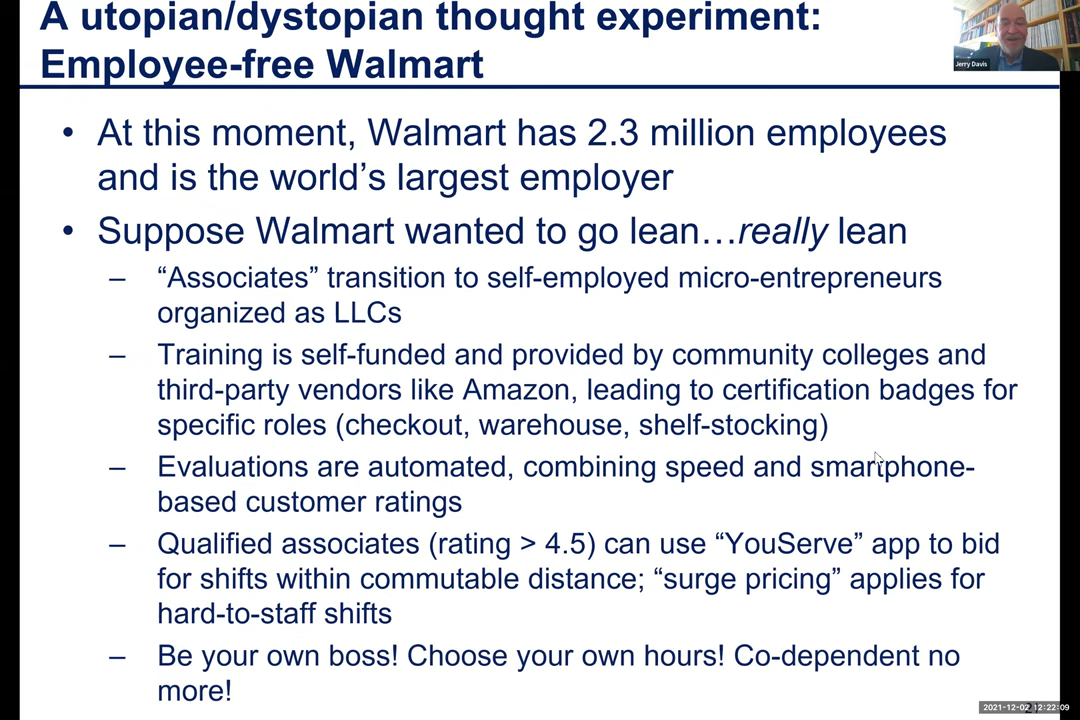 A utopian/dystopian thought experiment:
Employee-free Walmart
Jerry Davis
• At this moment, Walmart has 2.3 million employees
and is the world’s largest employer
• Suppose Walmart wanted to go lean…really lean
– “Associates” transition to self-employed micro-entrepreneurs
organized as LLCs
– Training is self-funded and provided by community colleges and
third-party vendors like Amazon, leading to certification badges for
specific roles (checkout, warehouse, shelf-stocking)
– Evaluations are automated, combining speed and smartphone-
based customer ratings
– Qualified associates (rating > 4.5) can use “YouServe” app to bid
for shifts within commutable distance; “surge pricing” applies for
hard-to-staff shifts
– Be your own boss! Choose your own hours! Co-dependent no
more!
2021-12-02 12:22:09